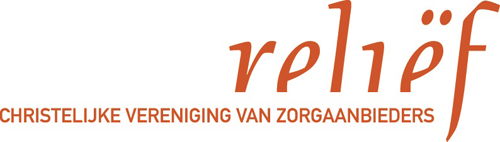 reliëf
CHRISTELIJKE VERENIGING VAN ZORGAANBIEDERS